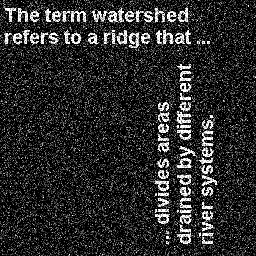 The term watershed
refers to a ridge that ...
... divides areas
drained by different
river systems.